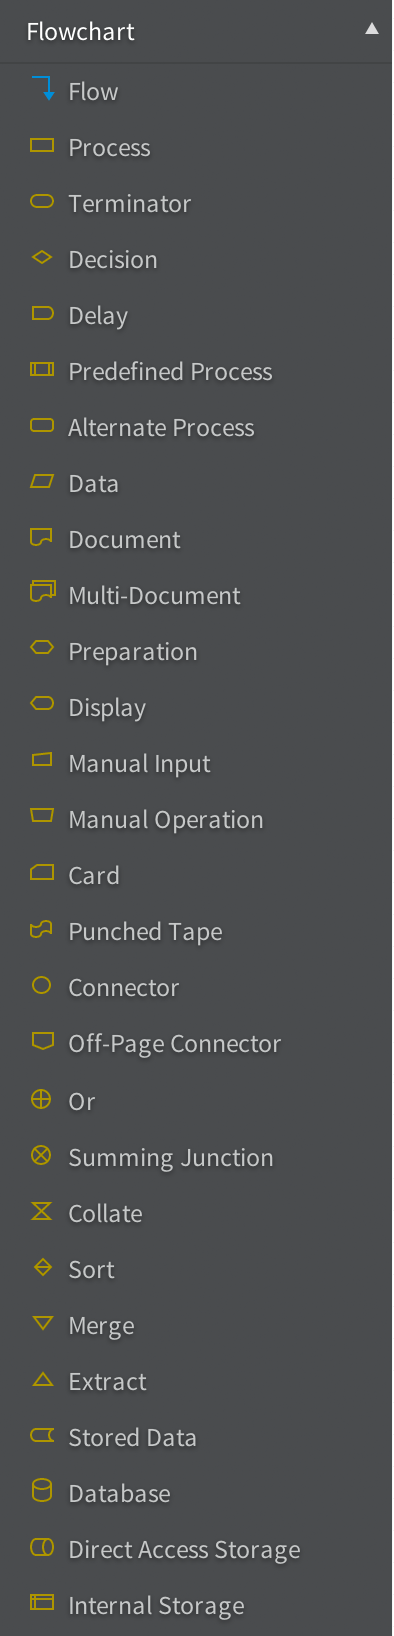 Flowchart
Flow
Process
Terminator
Decision
Delay
Predefined Process
Alternate Process
Data
Document
Multi-Document
Preparation
Display
Manual Input
Manual Operation
Card
Punched Tape
Connector
Off-Page Connector
Or
Summing Junction
Collate
Sort
Merge
Extract
Stored Data
Database
Direct Access Storage
Internal Storage